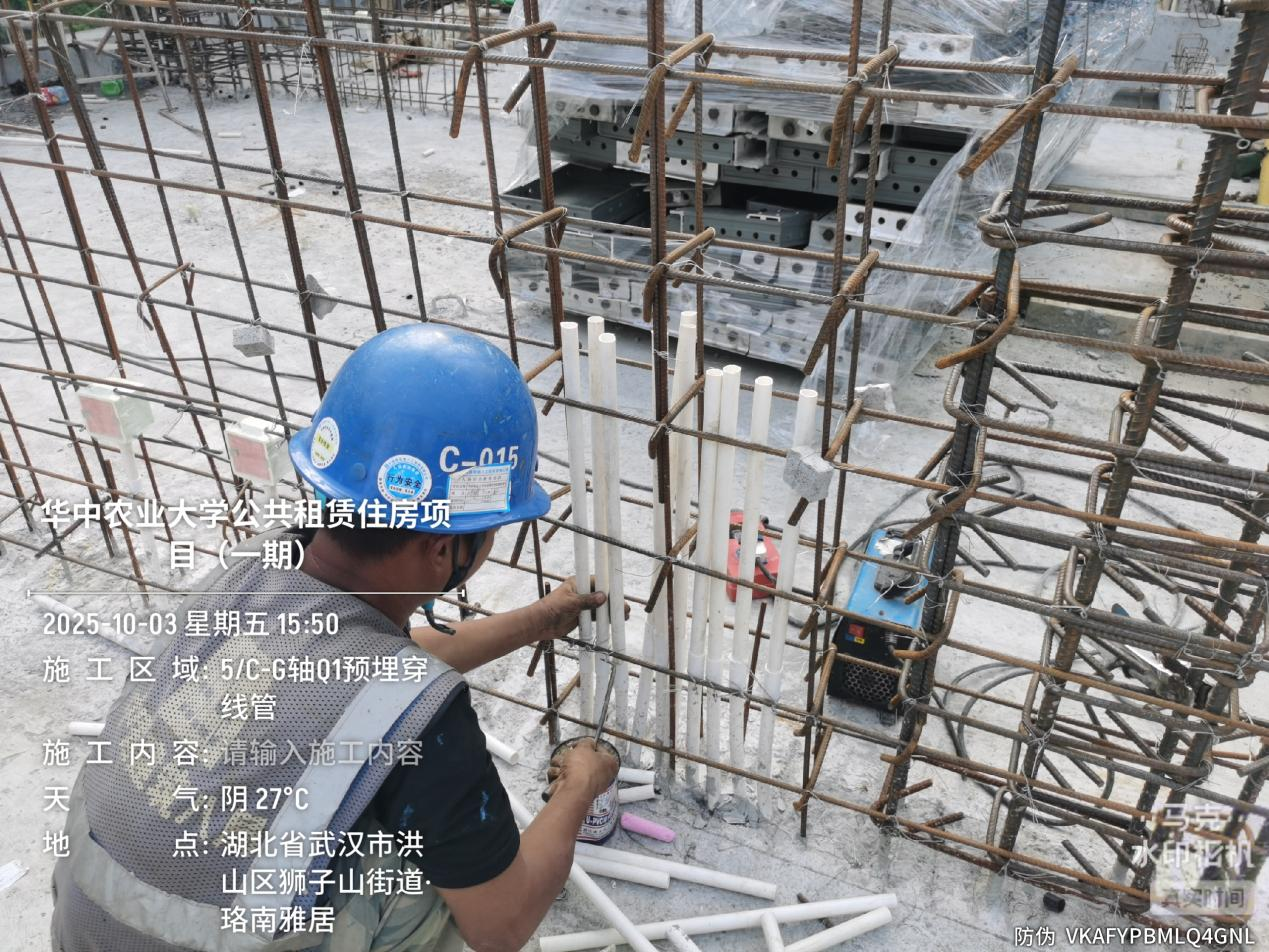 C-015
行为安全
华中农业大学公共租赁住房项
目（一期）
2025-10-03 星期五 15:50
施工区域：5/C-G轴Q1预埋穿
线管
施工内容：请输入施工内容
天气：阴 27°C
地点：湖北省武汉市洪
山区狮子山街道·
珞南雅居
马克
水印相机
真实时间
防伪 VKAFYPBMLQ4GNL